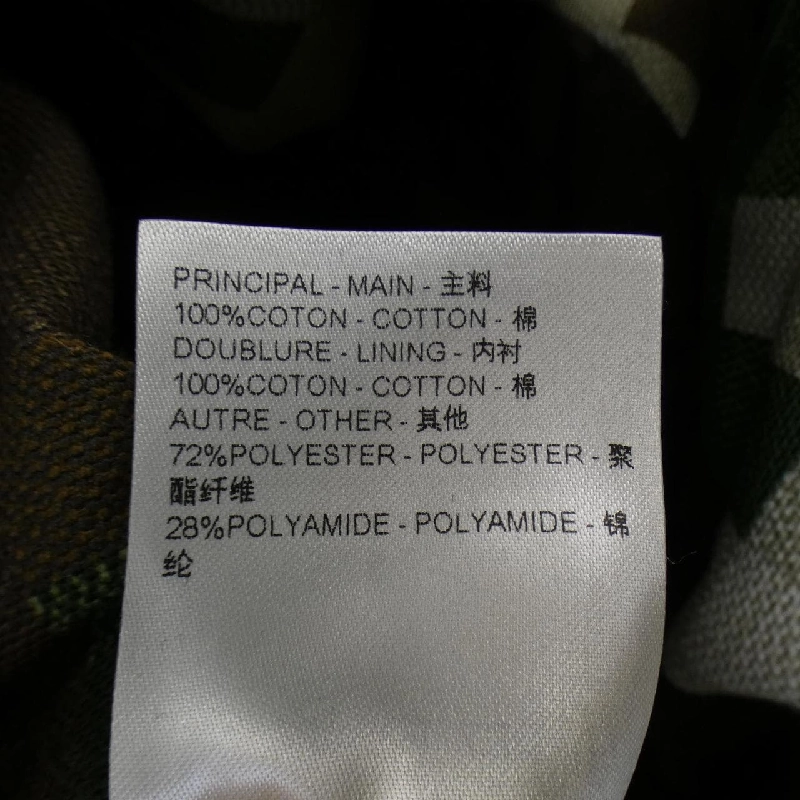 PRINCIPAL - MAIN - 主料
100%COTON - COTTON - 棉
DOUBLURE - LINING - 内衬
100%COTON - COTTON - 棉
AUTRE - OTHER - 其他
72%POLYESTER - POLYESTER - 聚
酯纤维
28%POLYAMIDE - POLYAMIDE - 锦
纶